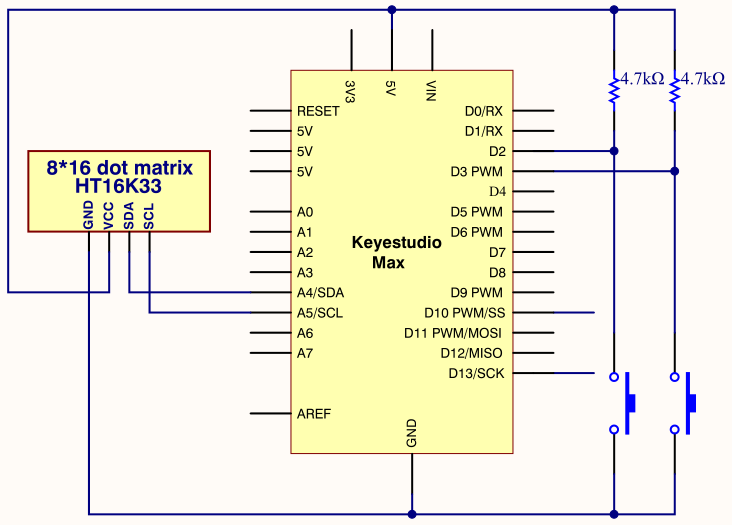 3V3
5V
VIN
4.7kΩ
4.7kΩ
8*16 dot matrix
HT16K33
GND
VCC
SDA
SCL
RESET
5V
5V
5V
A0
A1
A2
A3
A4/SDA
A5/SCL
A6
A7
AREF
Keyestudio
Max
D0/RX
D1/RX
D2
D3 PWM
D4
D5 PWM
D6 PWM
D7
D8
D9 PWM
D10 PWM/SS
D11 PWM/MOSI
D12/MISO
D13/SCK
GND